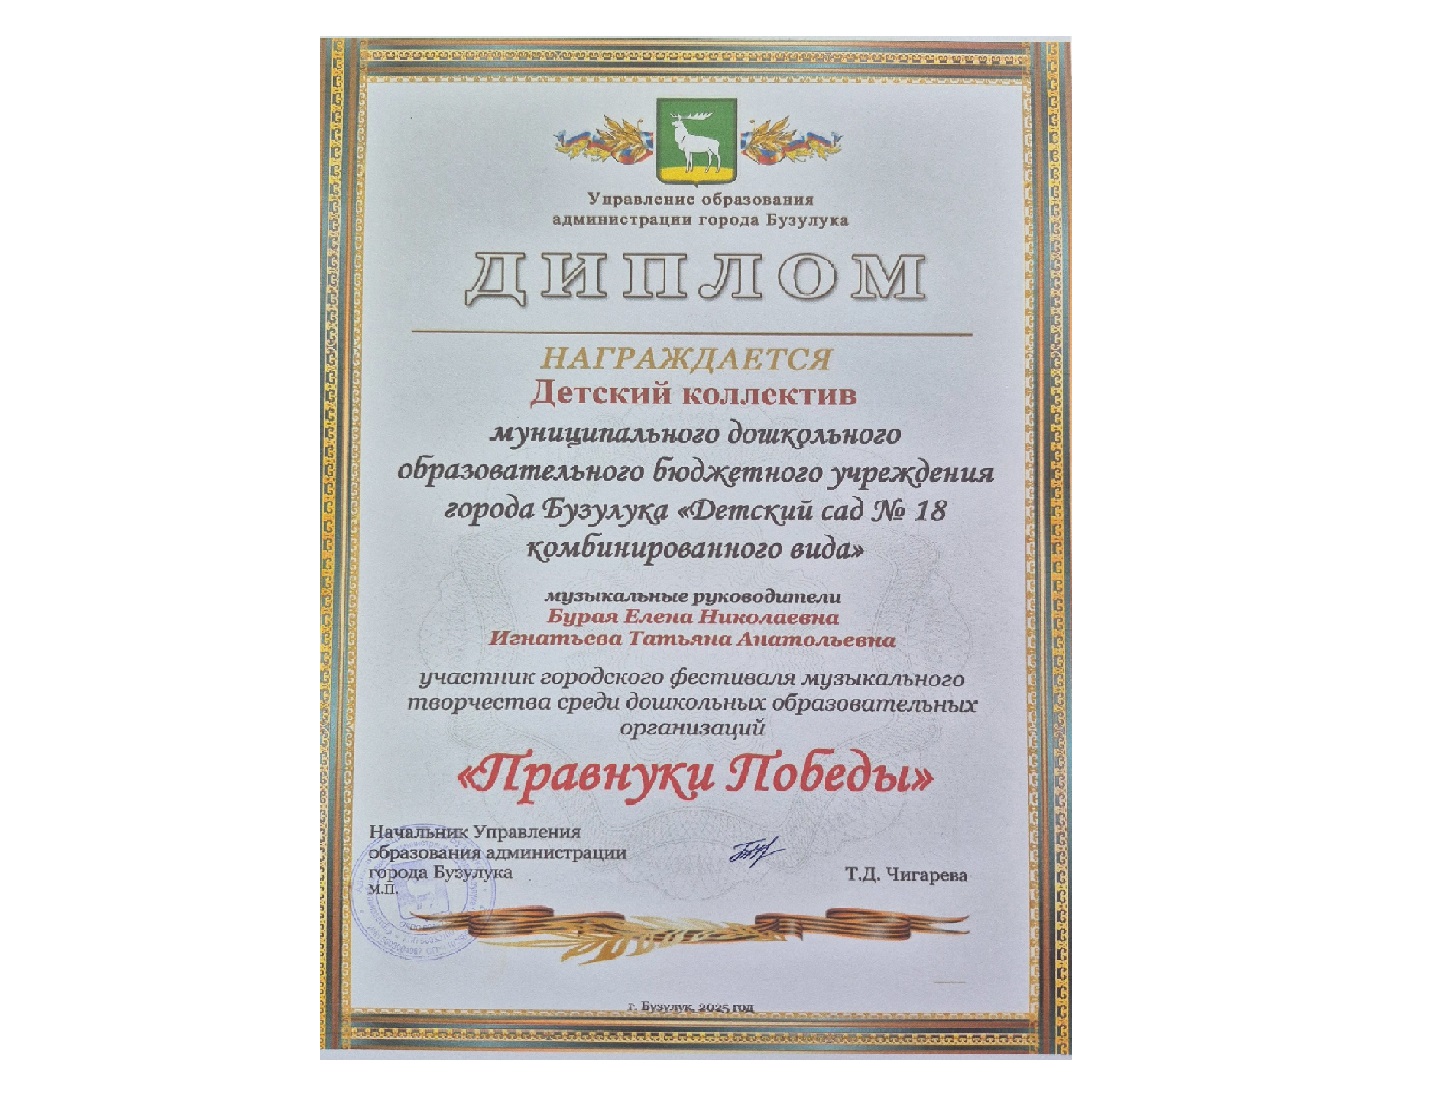 Управление образования
администрации города Бузулука
ДИПЛОМ
НАГРАЖДАЕТСЯ
Детский коллектив
муниципального дошкольного
образовательного бюджетного учреждения
города Бузулука «Детский сад № 18
комбинированного вида»
музыкальные руководители
Бурая Елена Николаевна
Игнатьева Татьяна Анатольевна
участник городского фестиваля музыкального
творчества среди дошкольных образовательных
организаций
«Правнуки Победы»
Начальник Управления
образования администрации
города Бузулука
М.П.
Т.Д. Чигарева
г. Бузулук, 2025 год